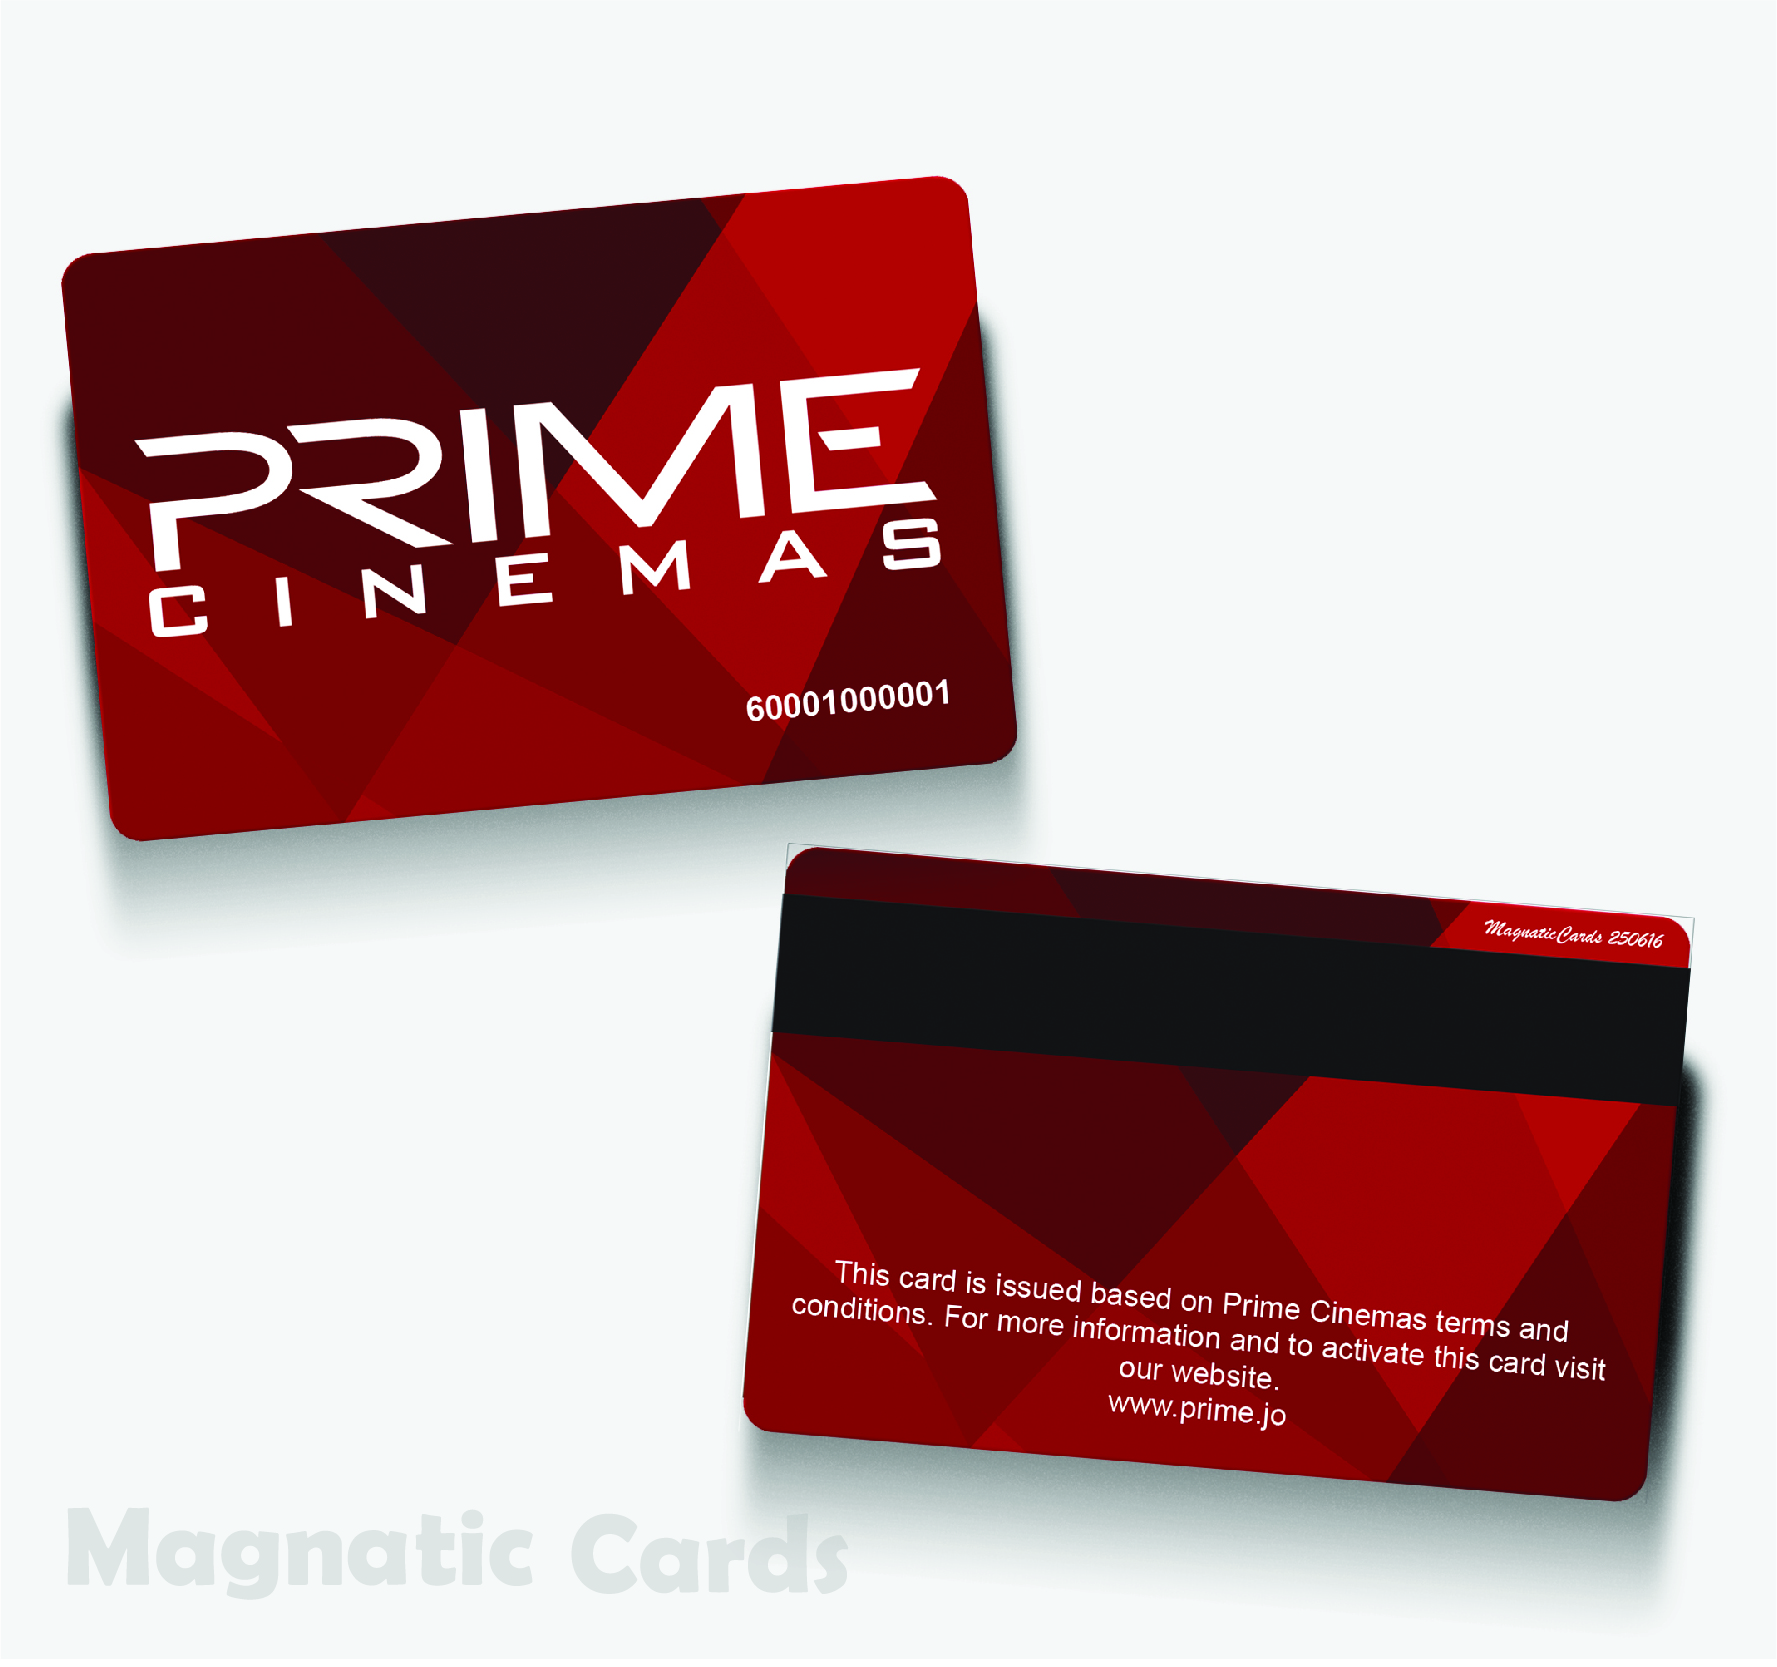 PRIME
CINEMAS
60001000001
MagnaticCards 250616
This card is issued based on Prime Cinemas terms and
conditions. For more information and to activate this card visit
our website.
www.prime.jo
Magnatic Cards